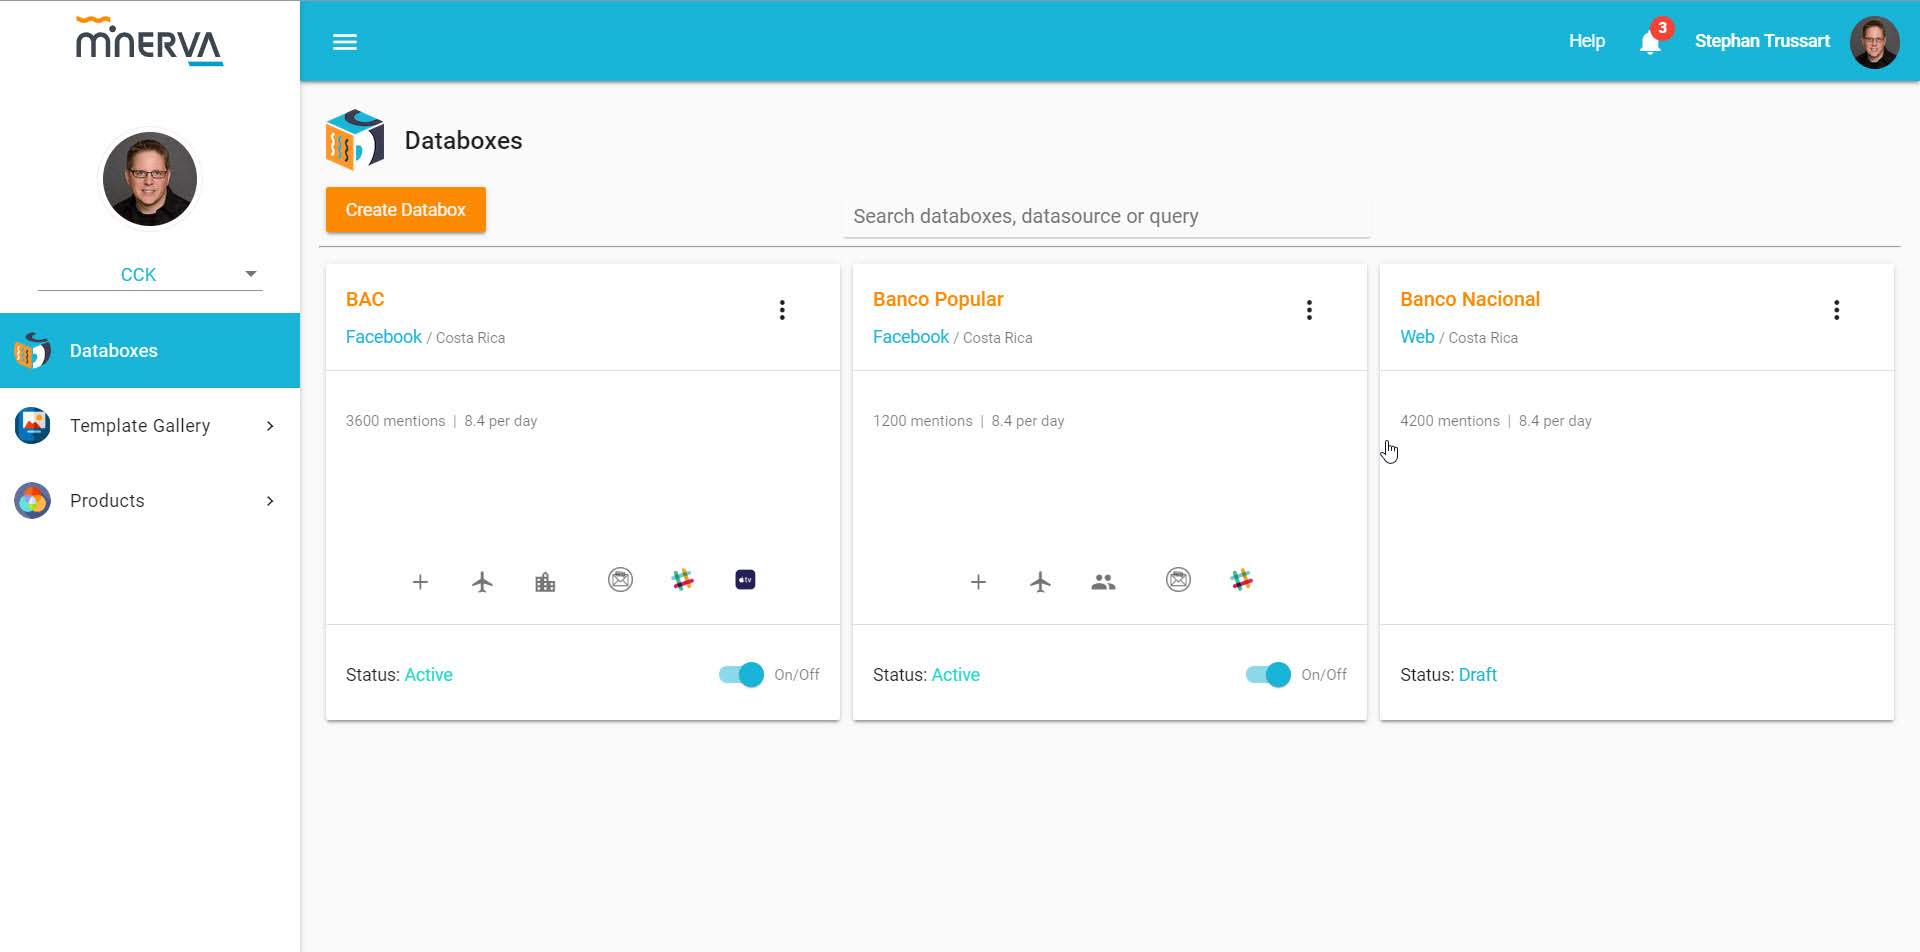 MINERVA
Help
3
Stephan Trussart
CCK
Databoxes
Template Gallery
Products
Databoxes
Create Databox
Search databoxes, datasource or query
BAC
Facebook / Costa Rica
3600 mentions | 8.4 per day
tv
Status: Active
On/Off
Banco Popular
Facebook / Costa Rica
1200 mentions | 8.4 per day
Status: Active
On/Off
Banco Nacional
Web / Costa Rica
4200 mentions | 8.4 per day
Status: Draft